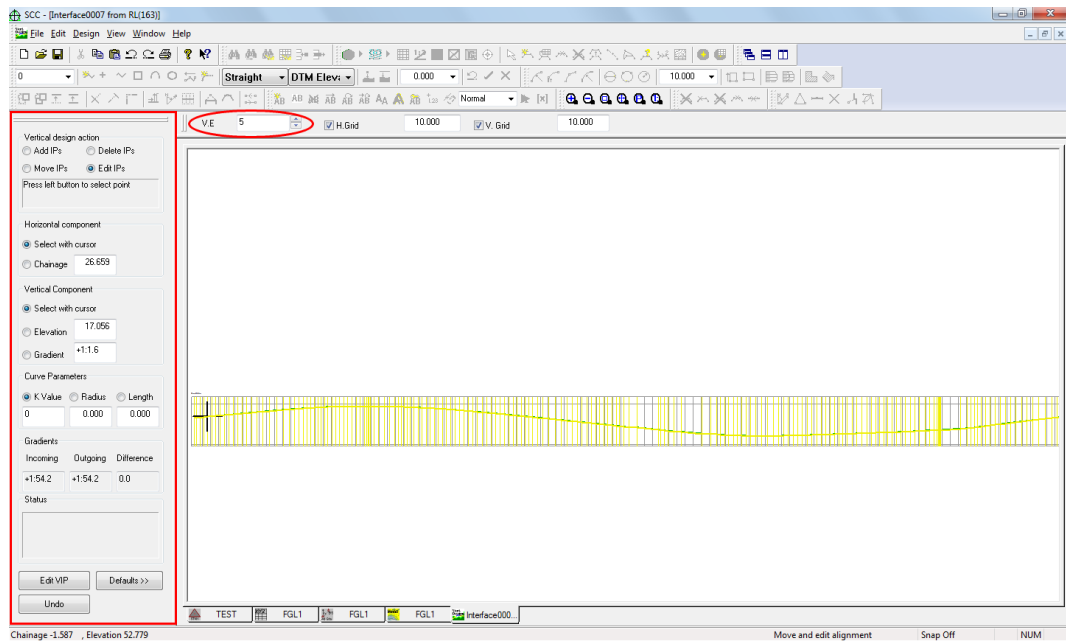 SCC - [Interface0007 from RL(163)]
File Edit Design View Window Help
0 Straight DTM Elev: 0.000 10.000
Normal
V.E 5 H.Grid 10.000 V. Grid 10.000
Vertical design action
Add IPs Delete IPs
Move IPs Edit IPs
Press left button to select point
Horizontal component
Select with cursor
Chainage 26.659
Vertical Component
Select with cursor
Elevation 17.056
Gradient +1:1.6
Curve Parameters
K Value Radius Length
0 0.000 0.000
Gradients
Incoming Outgoing Difference
+1:54.2 +1:54.2 0.0
Status
Edit VIP Defaults >>
Undo
TEST FGL1 FGL1 FGL1 Interface000...
Chainage -1.587 , Elevation 52.779 Move and edit alignment Snap Off NUM